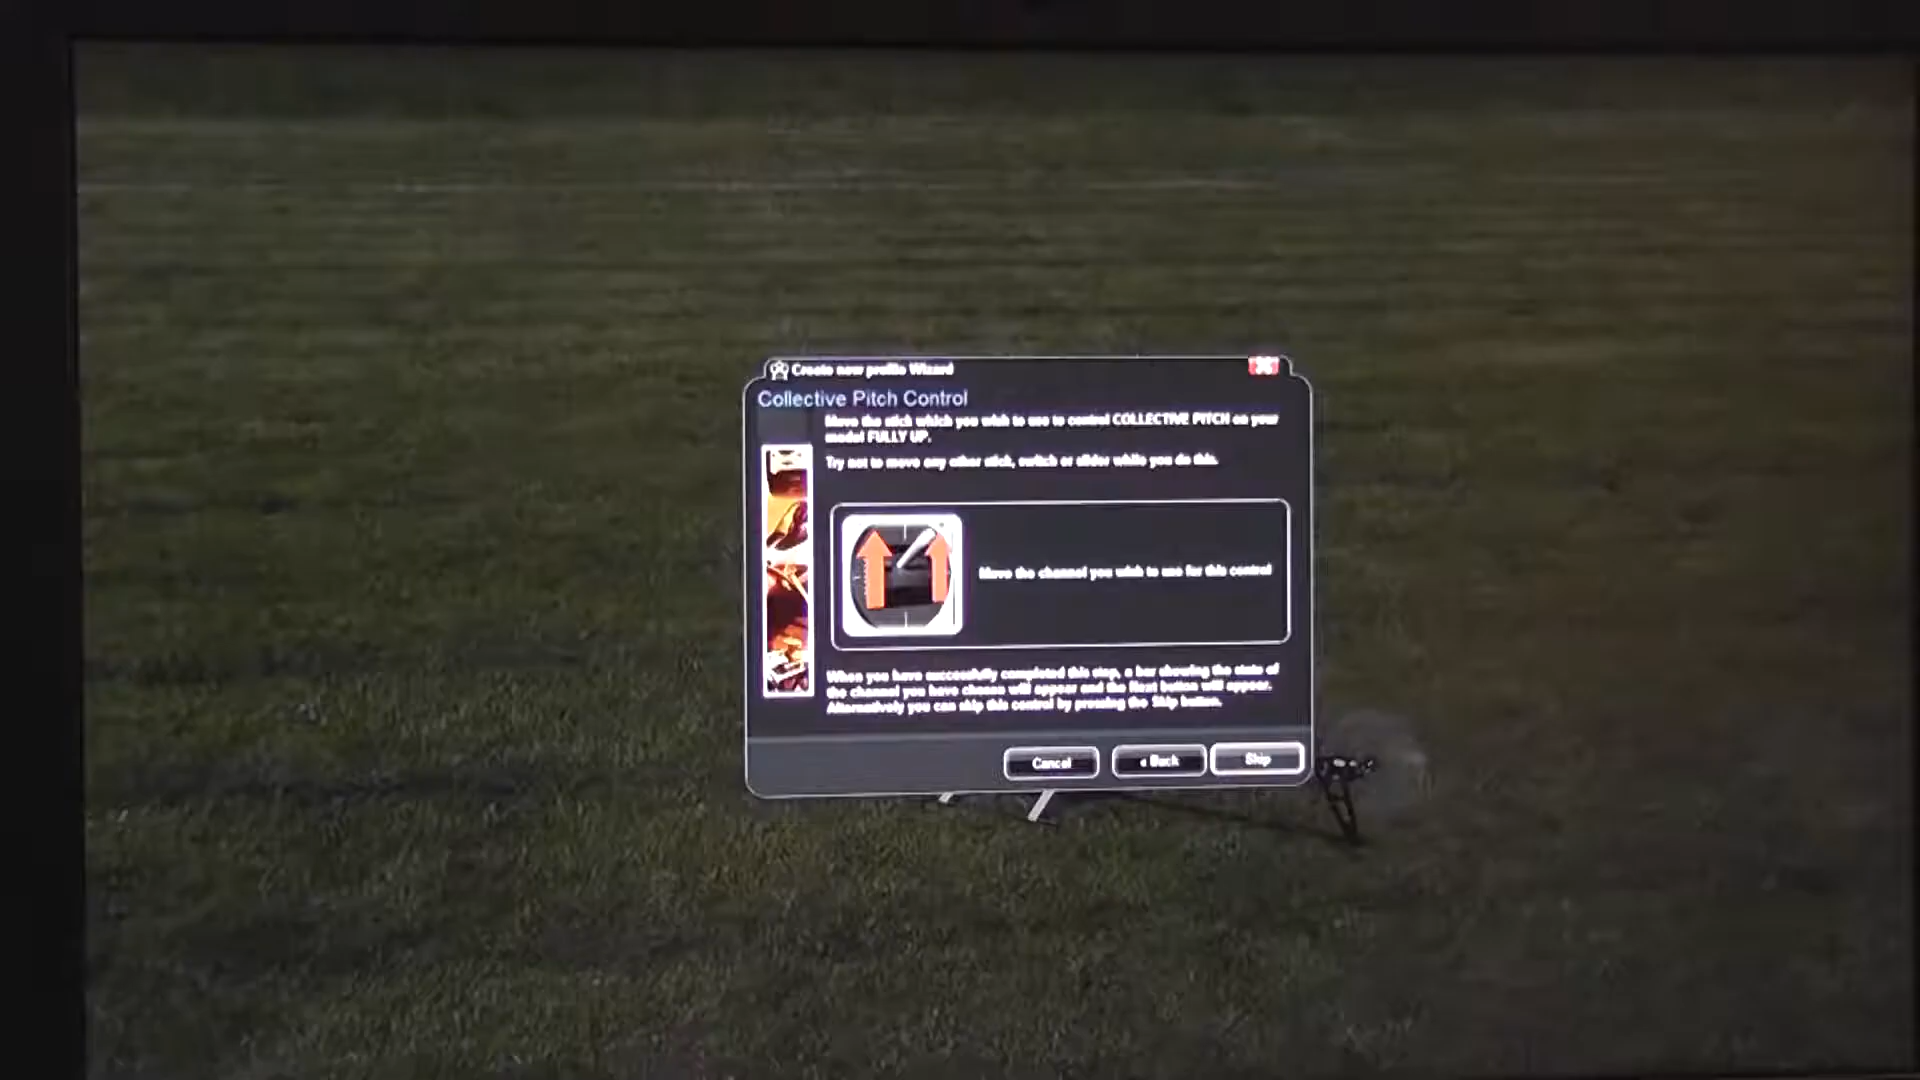 Create new profile Wizard
Collective Pitch Control
Move the stick which you wish to use to control COLLECTIVE PITCH on your
model FULLY UP.
Try not to move any other stick, switch or slider while you do this.
Move the channel you wish to use for this control
When you have successfully completed this step, a bar showing the state of
the channel you have chosen will appear and the Next button will appear.
Alternatively you can skip this control by pressing the Skip button.
Cancel
< Back
Skip